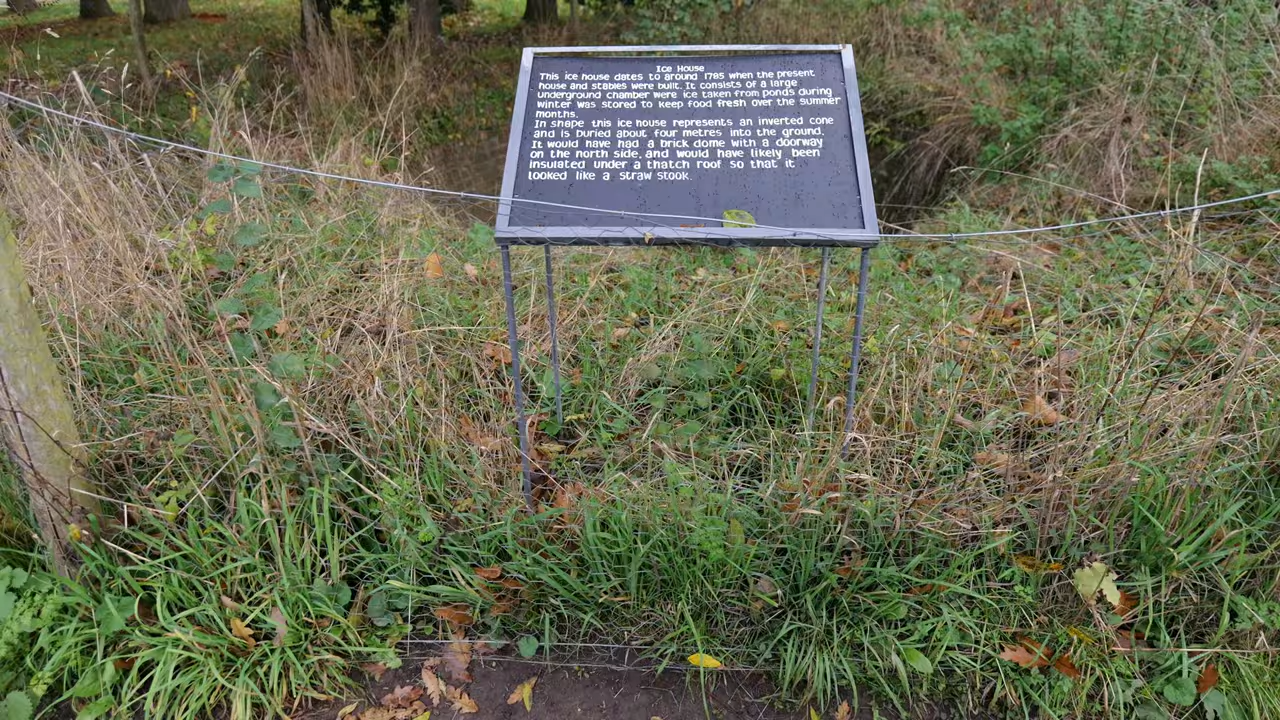 Ice House
This ice house dates to around 1785 when the present
house and stables were built. It consists of a large
underground chamber were ice taken from ponds during
winter was stored to keep food fresh over the summer
months.
In shape this ice house represents an inverted cone
and is buried about four metres into the ground.
It would have had a brick dome with a doorway
on the north side, and would have likely been
insulated under a thatch roof so that it
looked like a straw stook.